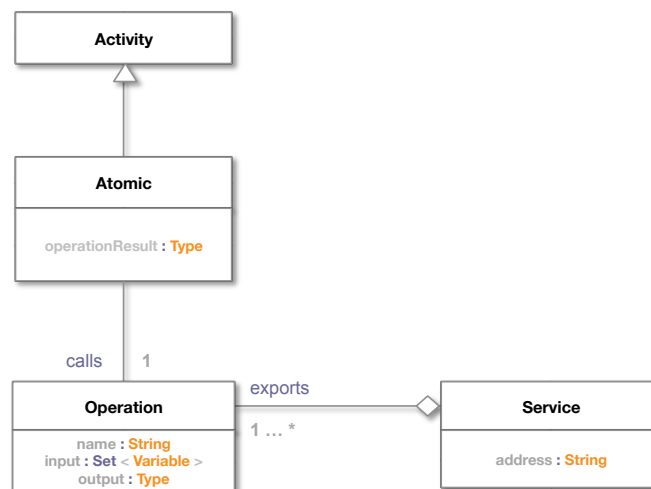 Activity
Atomic
operationResult : Type
calls 1
exports
Operation
Service
1 ... *
name : String
input : Set < Variable >
output : Type
address : String